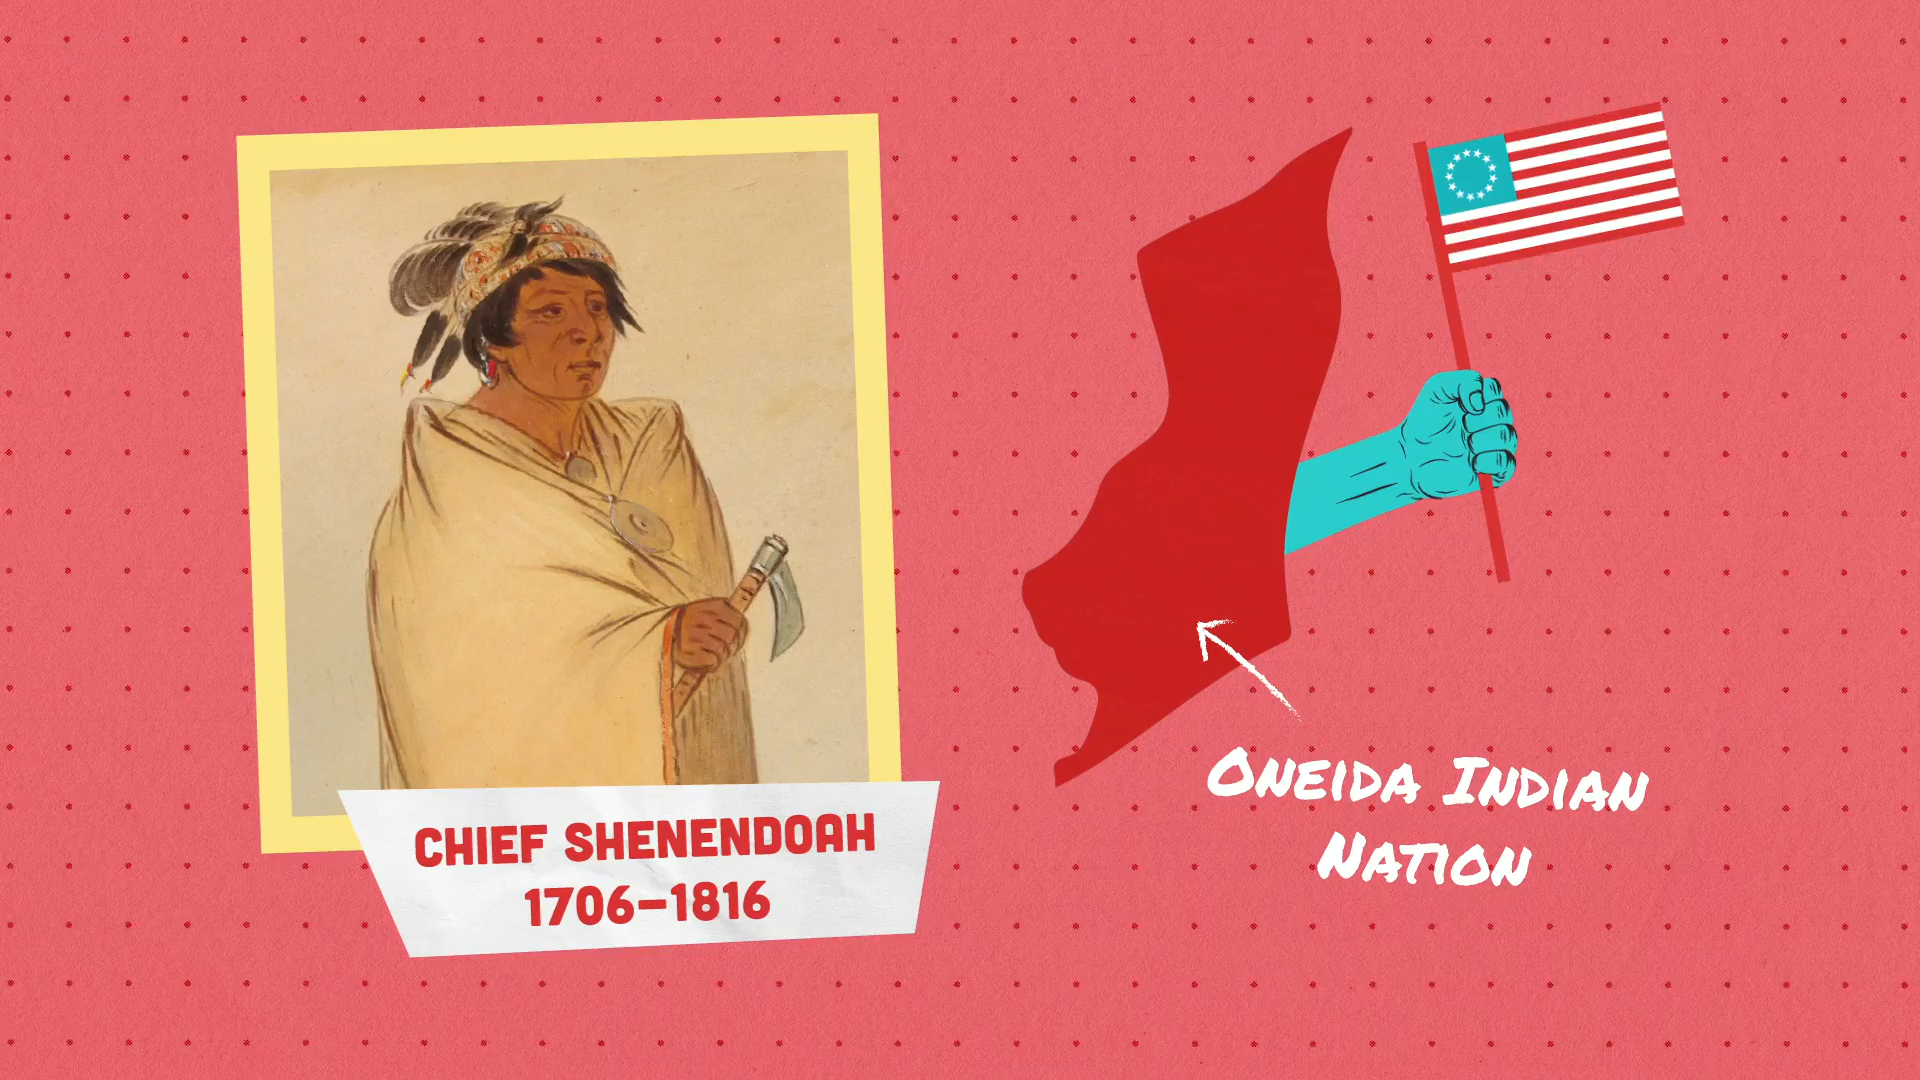 CHIEF SHENENDOAH
1706–1816
ONEIDA INDIAN
NATION